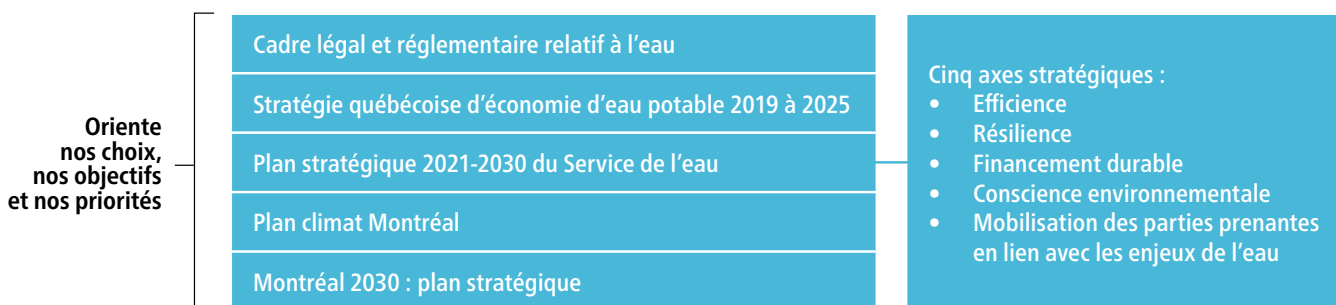 Oriente
nos choix,
nos objectifs
et nos priorités
Cadre légal et réglementaire relatif à l'eau
Stratégie québécoise d'économie d'eau potable 2019 à 2025
Plan stratégique 2021-2030 du Service de l'eau
Plan climat Montréal
Montréal 2030 : plan stratégique
Cinq axes stratégiques :
• Efficience
• Résilience
• Financement durable
• Conscience environnementale
• Mobilisation des parties prenantes
en lien avec les enjeux de l'eau